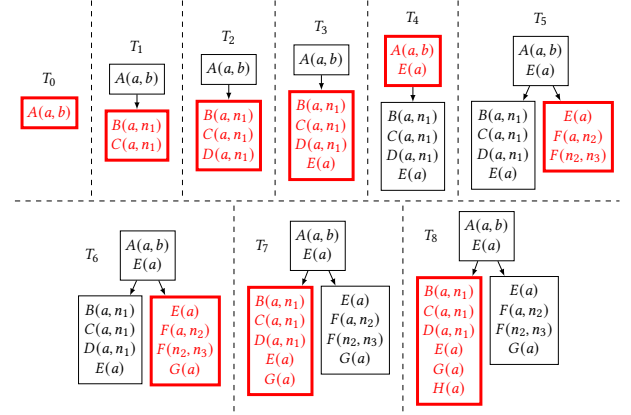 T0
A(a, b)
T1
A(a, b)
B(a, n1)
C(a, n1)
T2
A(a, b)
B(a, n1)
C(a, n1)
D(a, n1)
T3
A(a, b)
B(a, n1)
C(a, n1)
D(a, n1)
E(a)
T4
A(a, b)
E(a)
B(a, n1)
C(a, n1)
D(a, n1)
E(a)
T5
A(a, b)
E(a)
B(a, n1)
C(a, n1)
D(a, n1)
E(a)
E(a)
F(a, n2)
F(n2, n3)
T6
A(a, b)
E(a)
B(a, n1)
C(a, n1)
D(a, n1)
E(a)
E(a)
F(a, n2)
F(n2, n3)
G(a)
T7
A(a, b)
E(a)
B(a, n1)
C(a, n1)
D(a, n1)
E(a)
G(a)
E(a)
F(a, n2)
F(n2, n3)
G(a)
T8
A(a, b)
E(a)
B(a, n1)
C(a, n1)
D(a, n1)
E(a)
G(a)
H(a)
E(a)
F(a, n2)
F(n2, n3)
G(a)